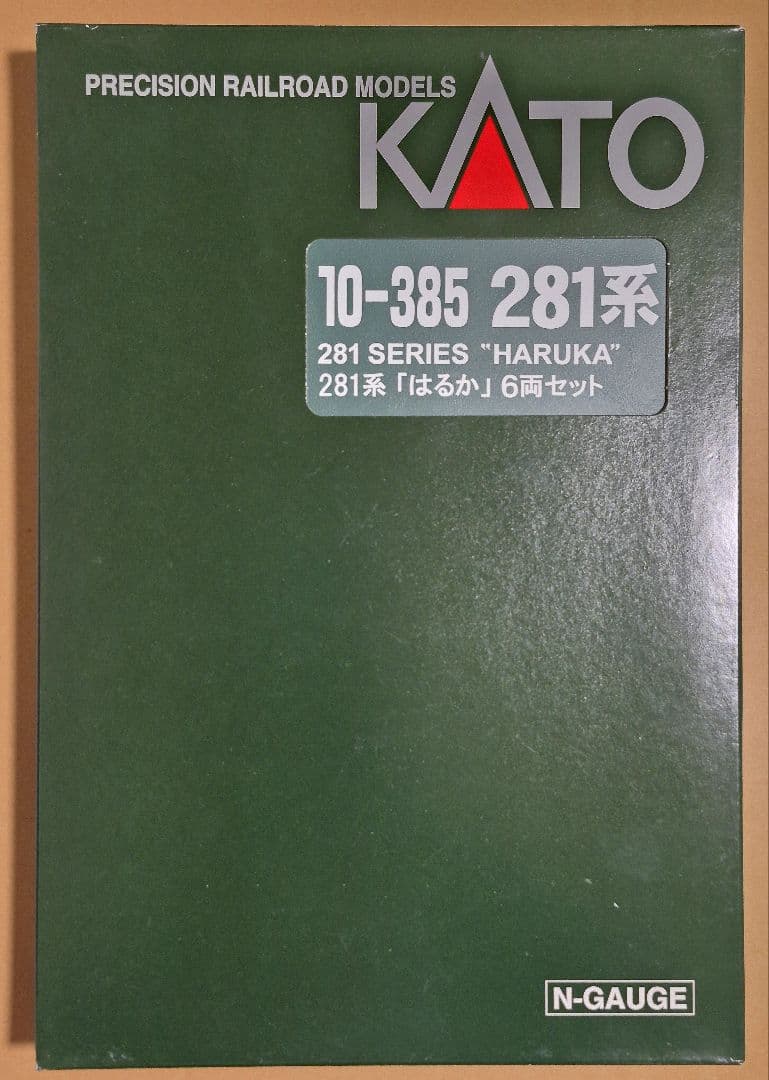 PRECISION RAILROAD MODELS
KATO
10-385 281系
281 SERIES "HARUKA"
281系「はるか」6両セット
N-GAUGE